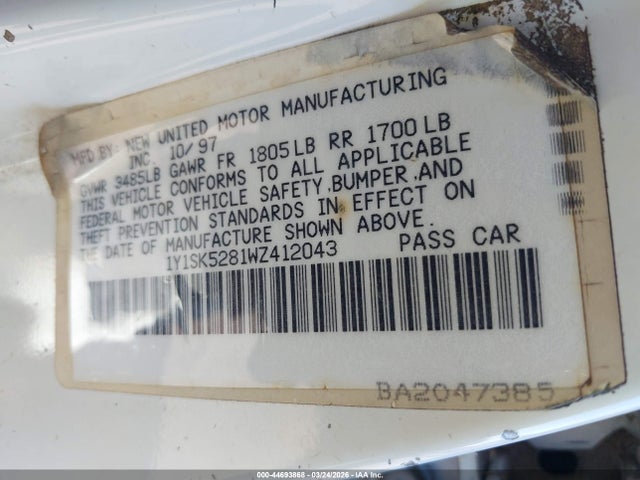 MFD BY: NEW UNITED MOTOR MANUFACTURING
INC. 10/97
GVWR 3485LB GAWR FR 1805LB RR 1700LB
THIS VEHICLE CONFORMS TO ALL APPLICABLE
FEDERAL MOTOR VEHICLE SAFETY,BUMPER,AND
THEFT PREVENTION STANDARDS IN EFFECT ON
THE DATE OF MANUFACTURE SHOWN ABOVE.
1Y1SK5281WZ412043 PASS CAR
BA2047385
00-44693868 - 03/24/2026 - IAA Inc.